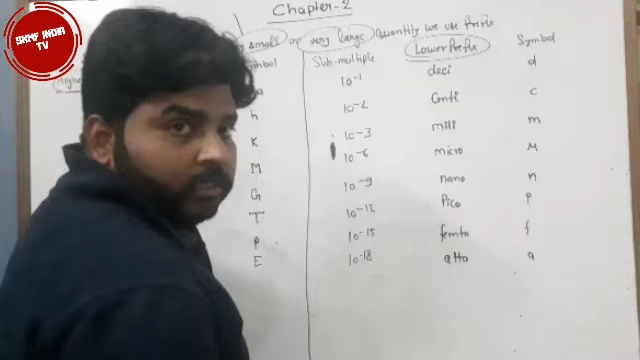 SKMF INDIA TV
Chapter-2
small or very large Quantity we use Prefix
Sub-multiple Lower Prefix Symbol
10⁻¹ deci d
h 10⁻² Centi c
K 10⁻³ mili m
M 10⁻⁶ micro μ
G 10⁻⁹ nano n
T 10⁻¹² Pico p
P 10⁻¹⁵ femto f
E 10⁻¹⁸ atto a